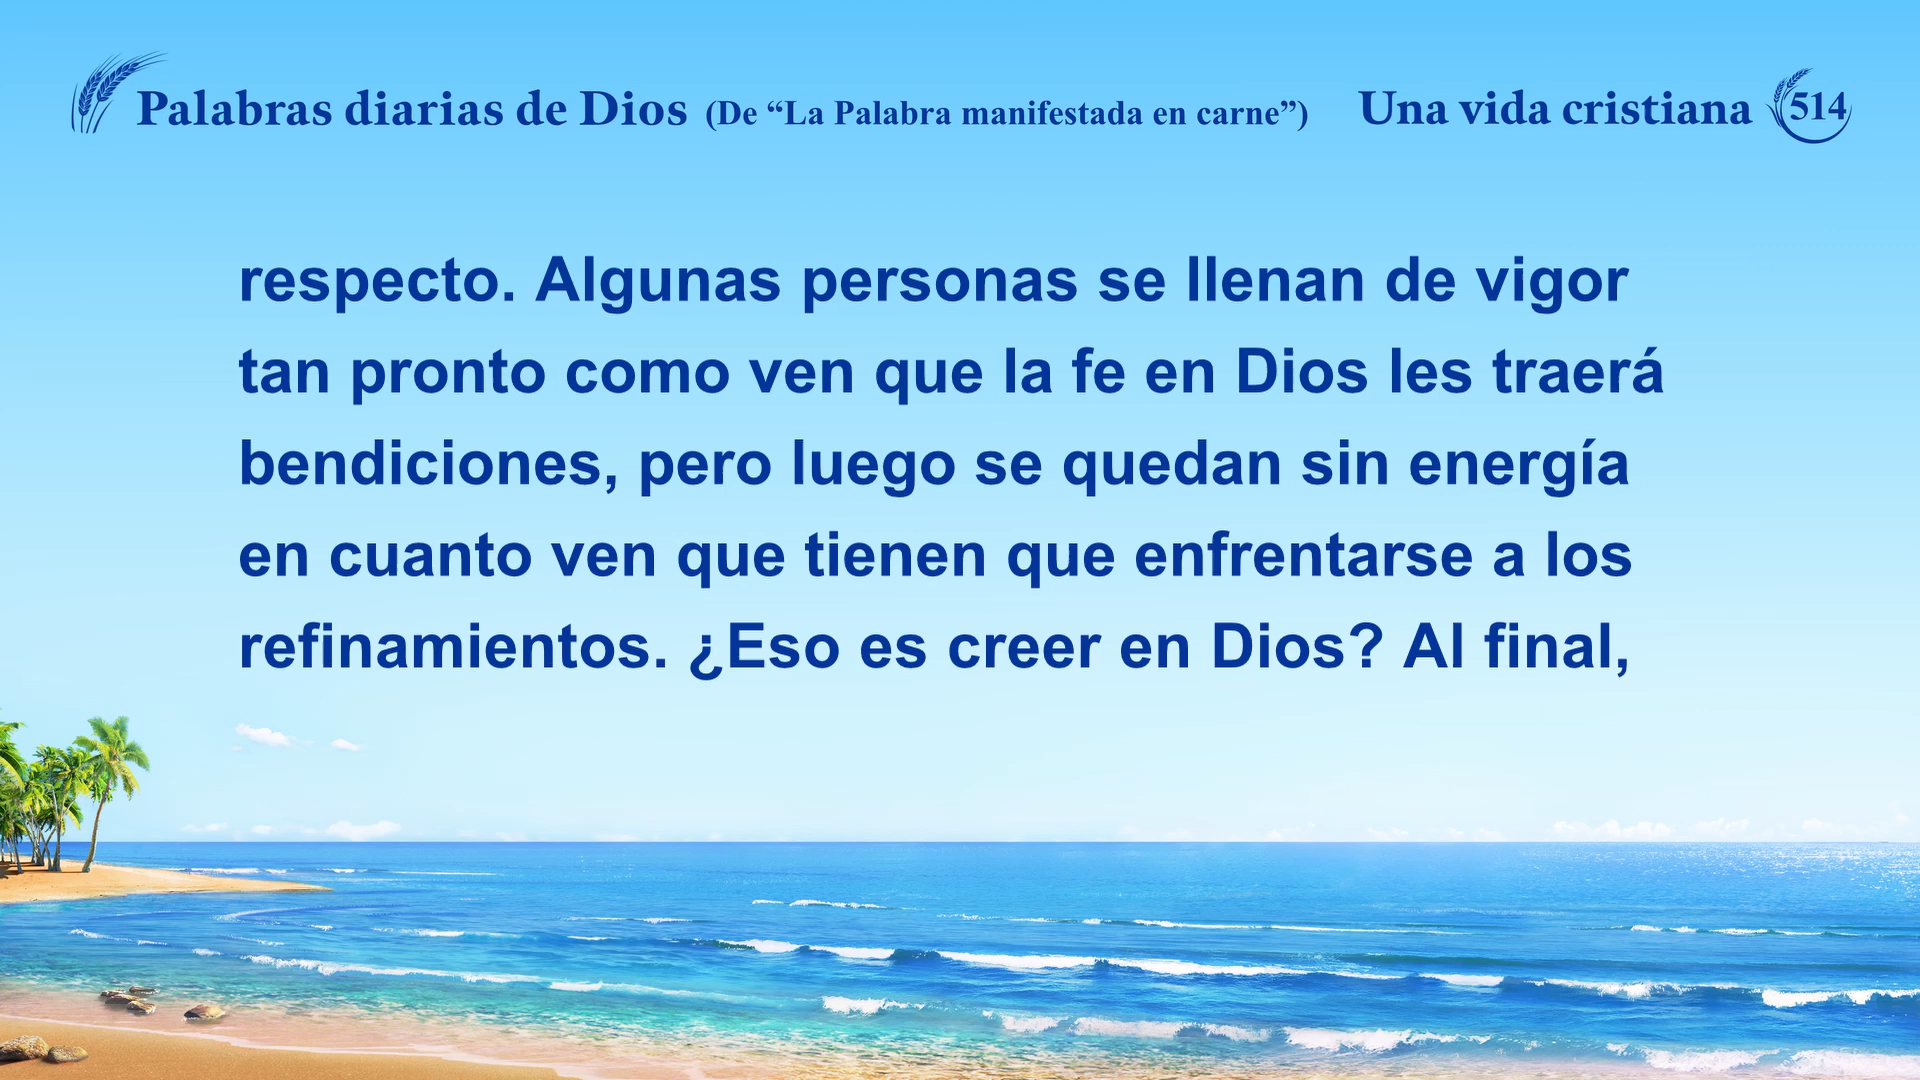 Palabras diarias de Dios (De “La Palabra manifestada en carne”) Una vida cristiana 514
respecto. Algunas personas se llenan de vigor
tan pronto como ven que la fe en Dios les traerá
bendiciones, pero luego se quedan sin energía
en cuanto ven que tienen que enfrentarse a los
refinamientos. ¿Eso es creer en Dios? Al final,